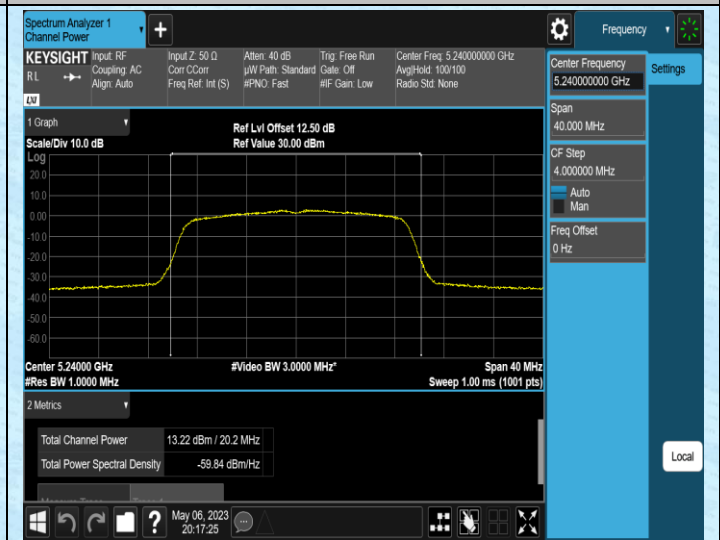 Spectrum Analyzer 1
Channel Power
+
Frequency
KEYSIGHT
RL
LXI
Input: RF
Coupling: AC
Align: Auto
Input Z: 50 Ω
Corr CCorr
Freq Ref: Int (S)
Atten: 40 dB
µW Path: Standard
#PNO: Fast
Trig: Free Run
Gate: Off
#IF Gain: Low
Center Freq: 5.240000000 GHz
Avg|Hold: 100/100
Radio Std: None
Center Frequency
5.240000000 GHz
Settings
Span
40.000 MHz
CF Step
4.000000 MHz
Auto
Man
Freq Offset
0 Hz
1 Graph
Scale/Div 10.0 dB
Ref Lvl Offset 12.50 dB
Ref Value 30.00 dBm
Log
20.0
10.0
0.00
-10.0
-20.0
-30.0
-40.0
-50.0
-60.0
Center 5.24000 GHz
#Video BW 3.0000 MHz*
Span 40 MHz
#Res BW 1.0000 MHz
Sweep 1.00 ms (1001 pts)
2 Metrics
Total Channel Power 13.22 dBm / 20.2 MHz
Total Power Spectral Density -59.84 dBm/Hz
Local
?
May 06, 2023
20:17:25